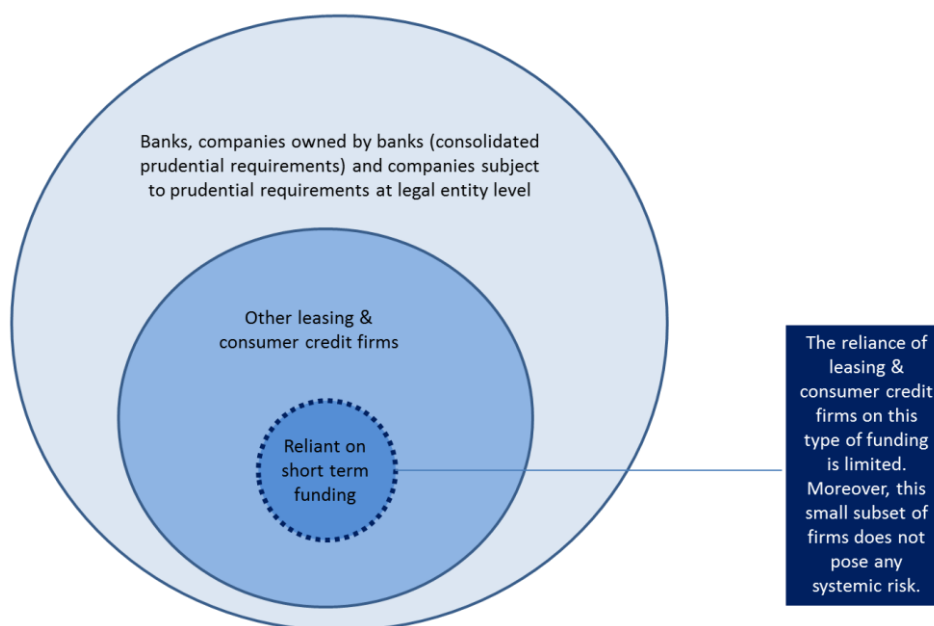 Banks, companies owned by banks (consolidated
prudential requirements) and companies subject
to prudential requirements at legal entity level
Other leasing &
consumer credit firms
Reliant on
short term
funding
The reliance of
leasing &
consumer credit
firms on this
type of funding
is limited.
Moreover, this
small subset of
firms does not
pose any
systemic risk.